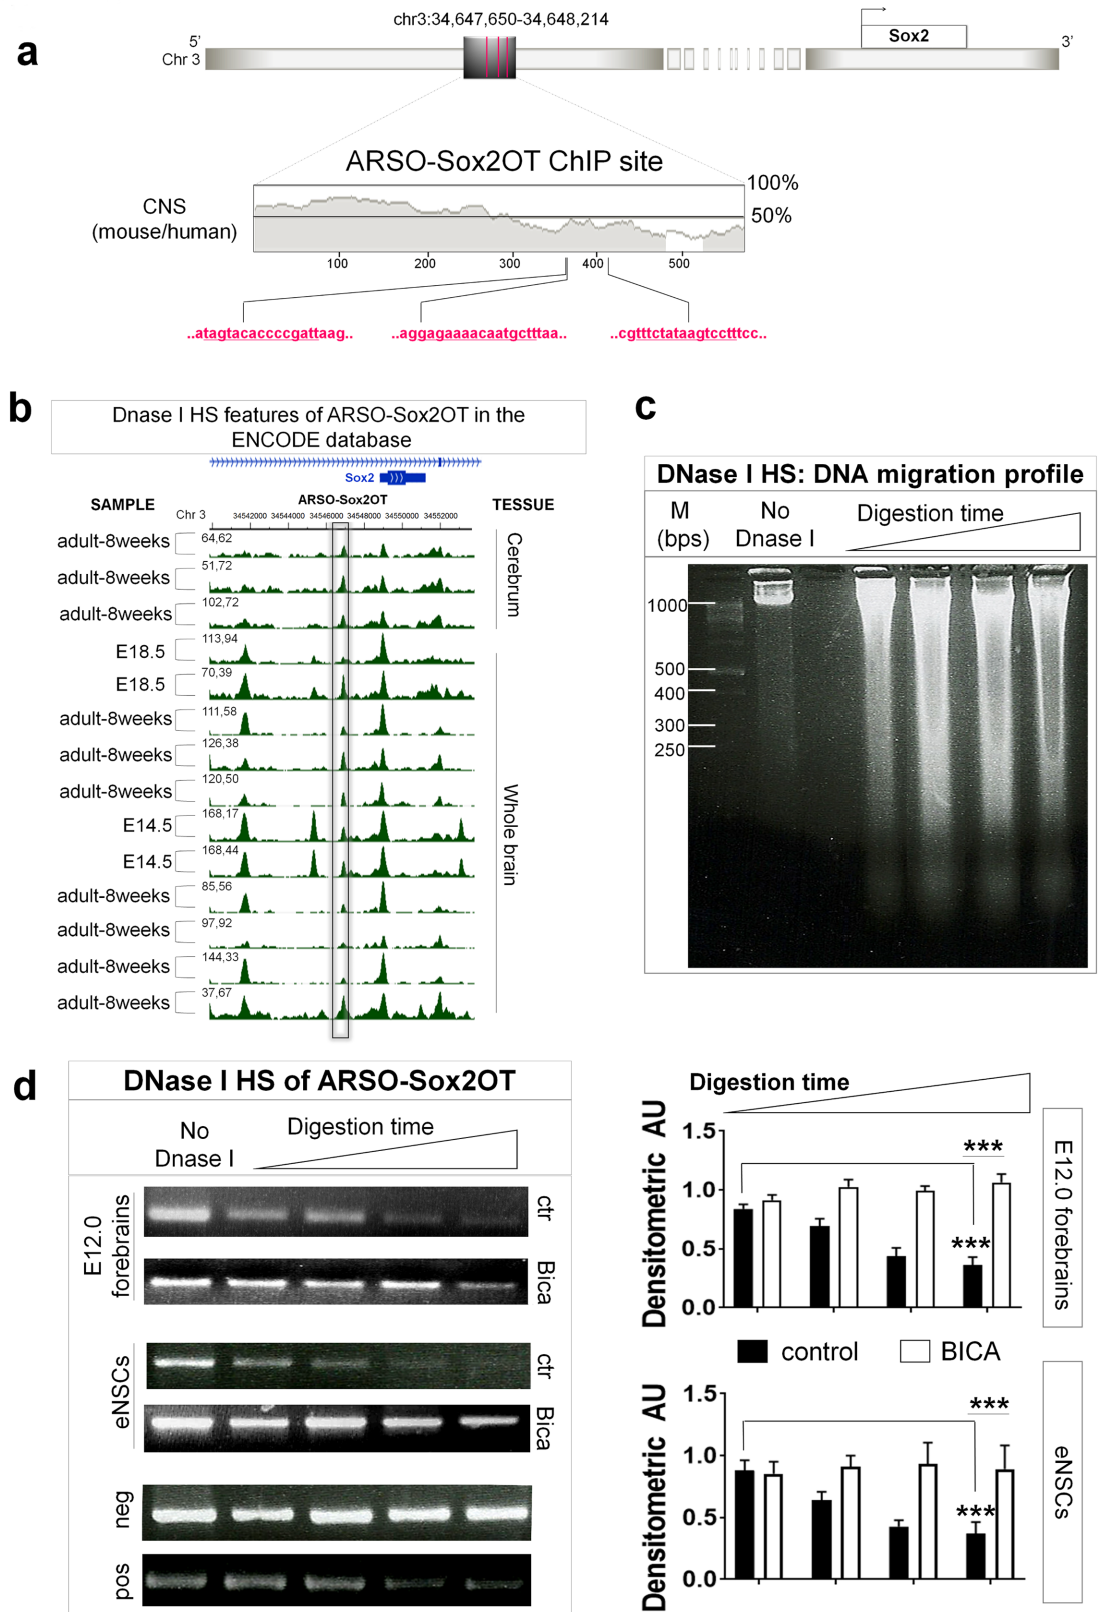 a
chr3:34,647,650-34,648,214
5'
Chr 3
Sox2
3'
ARSO-Sox2OT ChIP site
CNS
(mouse/human)
100%
50%
100 200 300 400 500
..atagtacaccccgattaag.. ..aggagaaaacaatgctttaa.. ..cgtttctataagtcctttcc..
b
Dnase I HS features of ARSO-Sox2OT in the
ENCODE database
Sox2
SAMPLE
ARSO-Sox2OT
TESSUE
Chr 3
34542000 34544000 34546000 34548000 34550000 34552000
adult-8weeks 64,62
adult-8weeks 51,72
adult-8weeks 102,72
E18.5 113,94
E18.5 70,39
adult-8weeks 111,58
adult-8weeks 126,38
adult-8weeks 120,50
E14.5 168,17
E14.5 168,44
adult-8weeks 85,56
adult-8weeks 97,92
adult-8weeks 144,33
adult-8weeks 37,67
Cerebrum
Whole brain
c
DNase I HS: DNA migration profile
M
(bps)
No
Dnase I
Digestion time
1000
500
400
300
250
d
DNase I HS of ARSO-Sox2OT
No
Dnase I
Digestion time
E12.0
forebrains
ctr
Bica
eNSCs
ctr
Bica
neg
pos
Digestion time
Densitometric AU
1.5
1.0
0.5
0.0
***
***
E12.0 forebrains
control
BICA
Densitometric AU
1.5
1.0
0.5
0.0
***
***
eNSCs